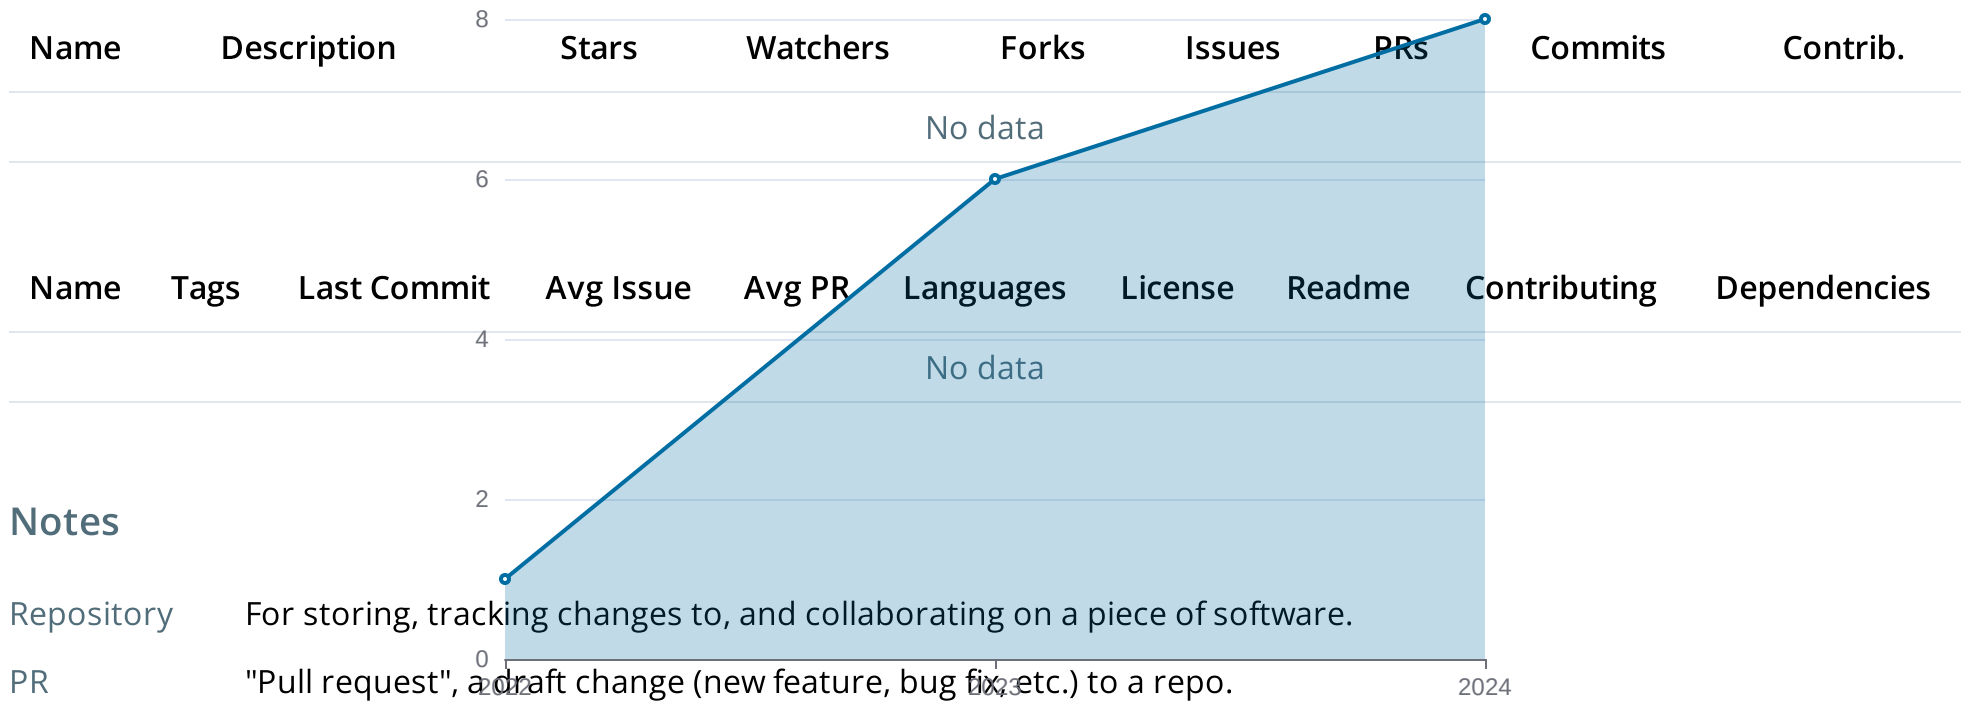 8
Name Description Stars Watchers Forks Issues PRs Commits Contrib.
No data
6
Name Tags Last Commit Avg Issue Avg PR Languages License Readme Contributing Dependencies
4
No data
2
Notes
Repository For storing, tracking changes to, and collaborating on a piece of software.
0
PR "Pull request", a draft change (new feature, bug fix, etc.) to a repo.
2022 2023 2024